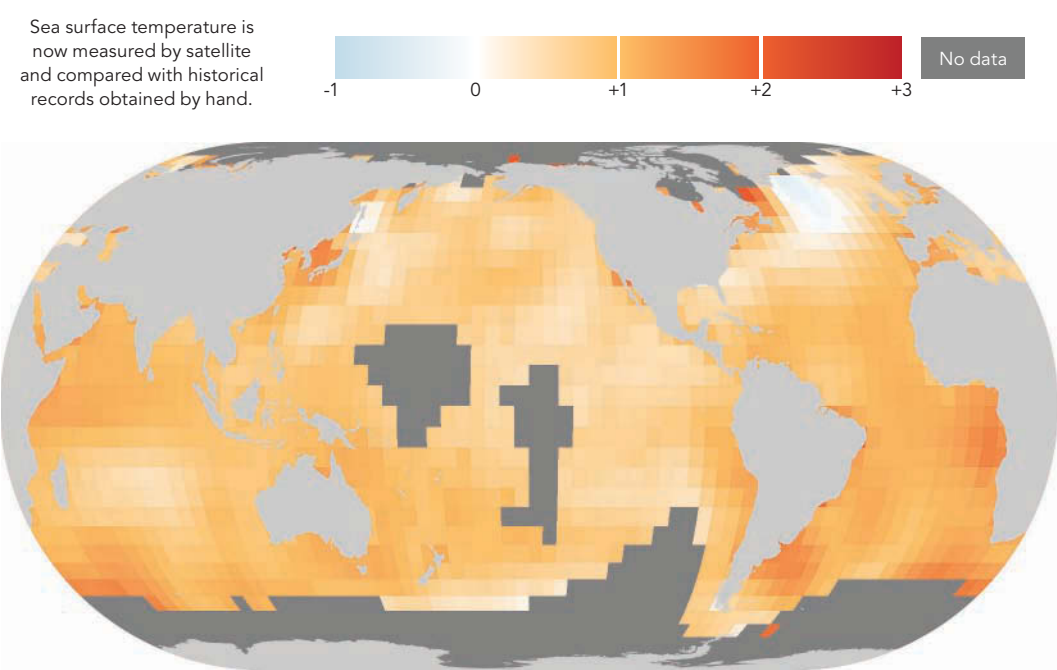 Sea surface temperature is
now measured by satellite
and compared with historical
records obtained by hand.
No data
-1 0 +1 +2 +3